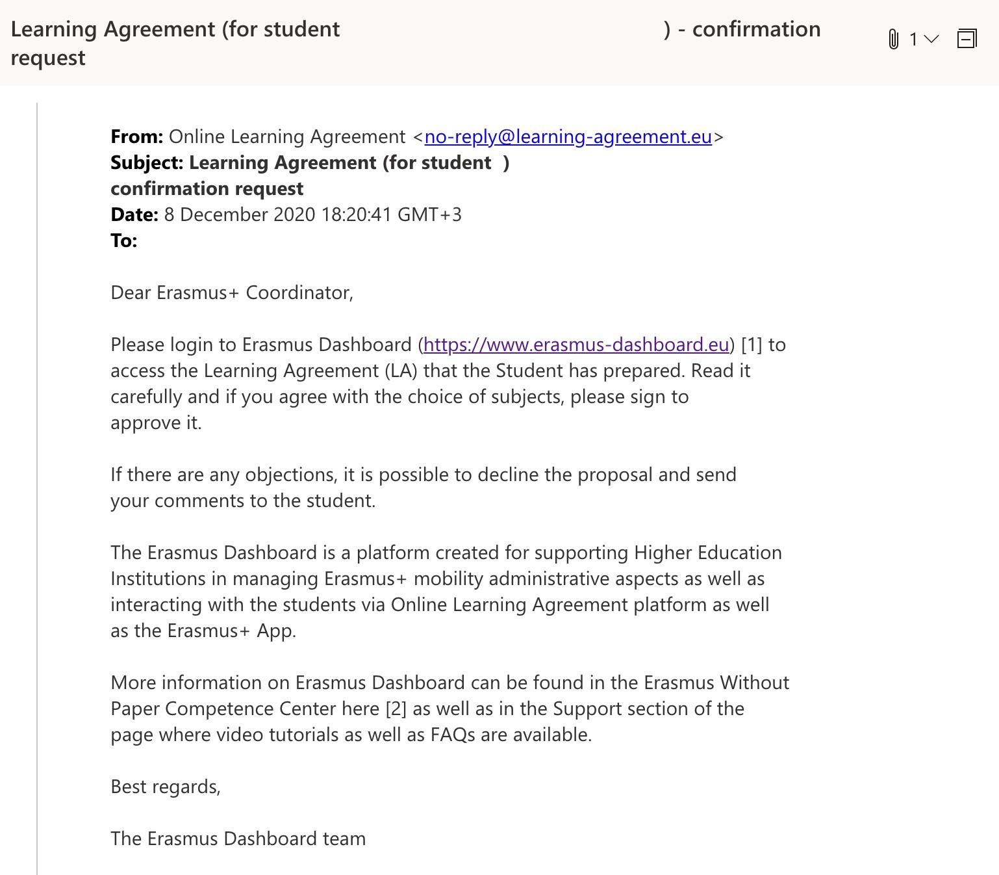 Learning Agreement (for student ) - confirmation
request
1
From: Online Learning Agreement <no-reply@learning-agreement.eu>
Subject: Learning Agreement (for student )
confirmation request
Date: 8 December 2020 18:20:41 GMT+3
To:
Dear Erasmus+ Coordinator,
Please login to Erasmus Dashboard (https://www.erasmus-dashboard.eu) [1] to
access the Learning Agreement (LA) that the Student has prepared. Read it
carefully and if you agree with the choice of subjects, please sign to
approve it.
If there are any objections, it is possible to decline the proposal and send
your comments to the student.
The Erasmus Dashboard is a platform created for supporting Higher Education
Institutions in managing Erasmus+ mobility administrative aspects as well as
interacting with the students via Online Learning Agreement platform as well
as the Erasmus+ App.
More information on Erasmus Dashboard can be found in the Erasmus Without
Paper Competence Center here [2] as well as in the Support section of the
page where video tutorials as well as FAQs are available.
Best regards,
The Erasmus Dashboard team